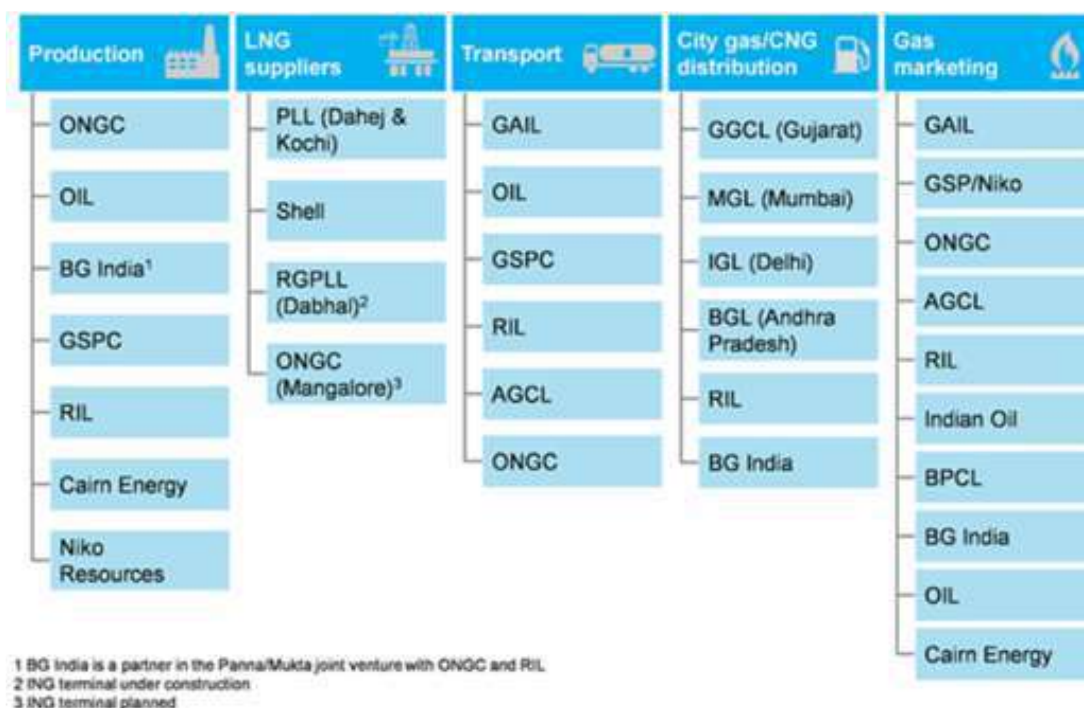 Production
ONGC
OIL
BG India¹
GSPC
RIL
Cairn Energy
Niko
Resources
LNG
suppliers
PLL (Dahej &
Kochi)
Shell
RGPLL
(Dabhal)²
ONGC
(Mangalore)³
Transport
GAIL
OIL
GSPC
RIL
AGCL
ONGC
City gas/CNG
distribution
GGCL (Gujarat)
MGL (Mumbai)
IGL (Delhi)
BGL (Andhra
Pradesh)
RIL
BG India
Gas
marketing
GAIL
GSP/Niko
ONGC
AGCL
RIL
Indian Oil
BPCL
BG India
OIL
Cairn Energy
1 BG India is a partner in the Panna/Mukta joint venture with ONGC and RIL
2 ING terminal under construction
3 ING terminal planned